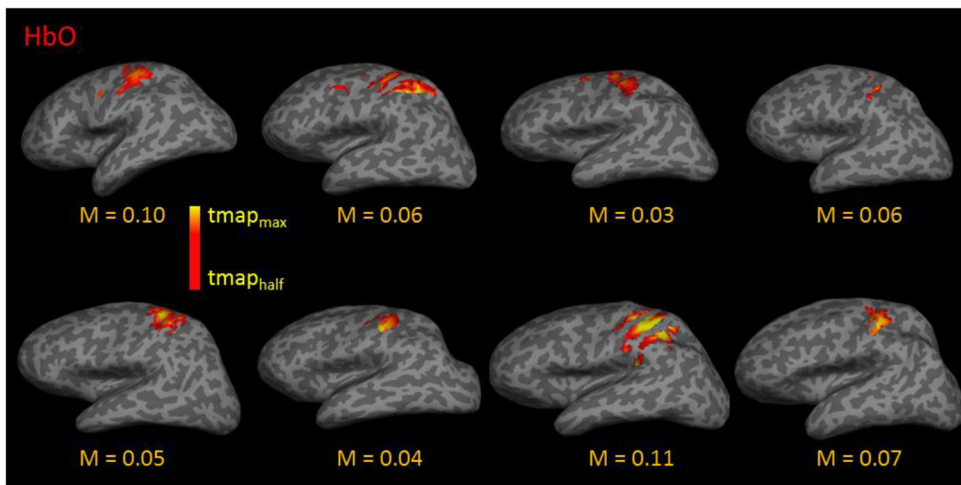 HbO
M = 0.10
M = 0.06
M = 0.03
M = 0.06
tmapmax
tmaphalf
M = 0.05
M = 0.04
M = 0.11
M = 0.07